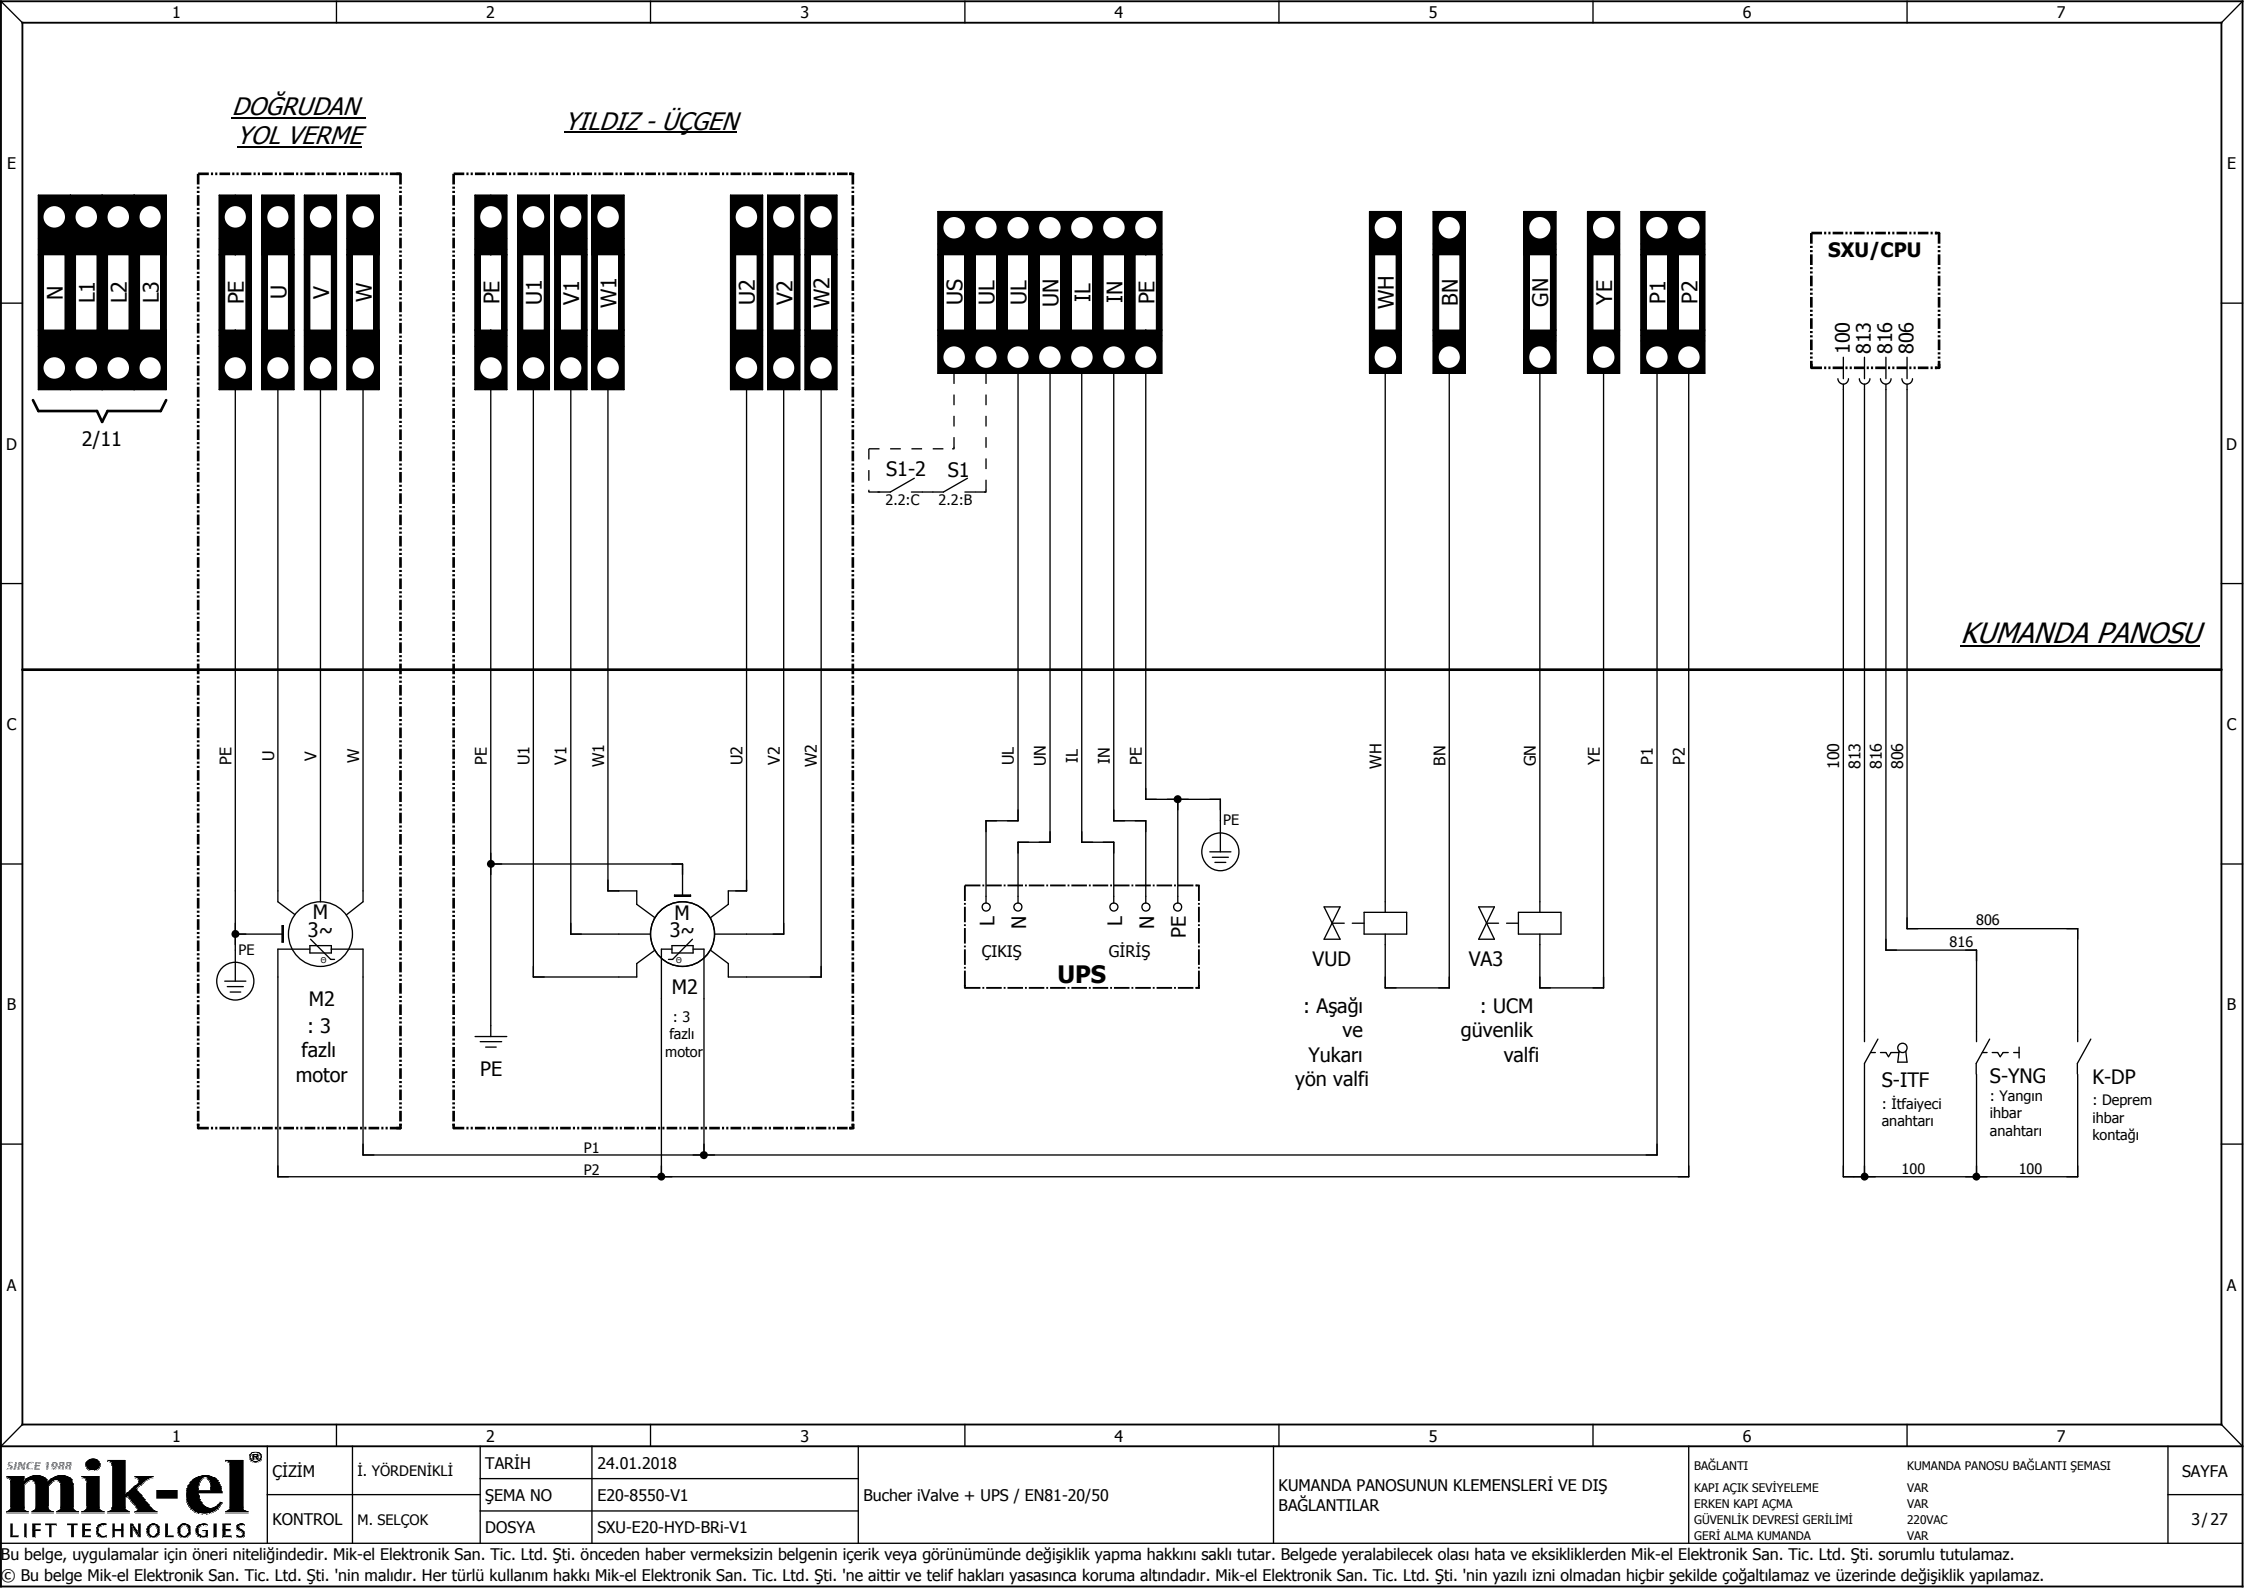 1 2 3 4 5 6 7
DOĞRUDAN
YOL VERME
YILDIZ - ÜÇGEN
E E
N L1 L2 L3
PE U V W
PE U1 V1 W1
U2 V2 W2
US UL UL UN IL IN PE
WH BN GN YE P1 P2
SXU/CPU
100 813 816 806
2/11
D D
S1-2 S1
2.2:C 2.2:B
KUMANDA PANOSU
C C
PE U V W
PE U1 V1 W1 U2 V2 W2
UL UN IL IN PE
WH BN GN YE P1 P2
100 813 816 806
PE
M
3~
PE
M2
: 3
fazlı
motor
M
3~
M2
: 3
fazlı
motor
PE
L N L N PE
ÇIKIŞ GİRİŞ
UPS
VUD
: Aşağı
ve
Yukarı
yön valfi
VA3
: UCM
güvenlik
valfi
806
816
B B
S-ITF
: İtfaiyeci
anahtarı
S-YNG
: Yangın
ihbar
anahtarı
K-DP
: Deprem
ihbar
kontağı
P1
P2
100 100
A A
1 2 3 4 5 6 7
SINCE 1988
mik-el®
LIFT TECHNOLOGIES
ÇİZİM İ. YÖRDENİKLİ
KONTROL M. SELÇOK
TARİH 24.01.2018
ŞEMA NO E20-8550-V1
DOSYA SXU-E20-HYD-BRi-V1
Bucher iValve + UPS / EN81-20/50
KUMANDA PANOSUNUN KLEMENSLERİ VE DIŞ
BAĞLANTILAR
BAĞLANTI KUMANDA PANOSU BAĞLANTI ŞEMASI
KAPI AÇIK SEVİYELEME VAR
ERKEN KAPI AÇMA VAR
GÜVENLİK DEVRESİ GERİLİMİ 220VAC
GERİ ALMA KUMANDA VAR
SAYFA
3/27
Bu belge, uygulamalar için öneri niteliğindedir. Mik-el Elektronik San. Tic. Ltd. Şti. önceden haber vermeksizin belgenin içerik veya görünümünde değişiklik yapma hakkını saklı tutar. Belgede yeralabilecek olası hata ve eksikliklerden Mik-el Elektronik San. Tic. Ltd. Şti. sorumlu tutulamaz.
© Bu belge Mik-el Elektronik San. Tic. Ltd. Şti. 'nin malıdır. Her türlü kullanım hakkı Mik-el Elektronik San. Tic. Ltd. Şti. 'ne aittir ve telif hakları yasasınca koruma altındadır. Mik-el Elektronik San. Tic. Ltd. Şti. 'nin yazılı izni olmadan hiçbir şekilde çoğaltılamaz ve üzerinde değişiklik yapılamaz.